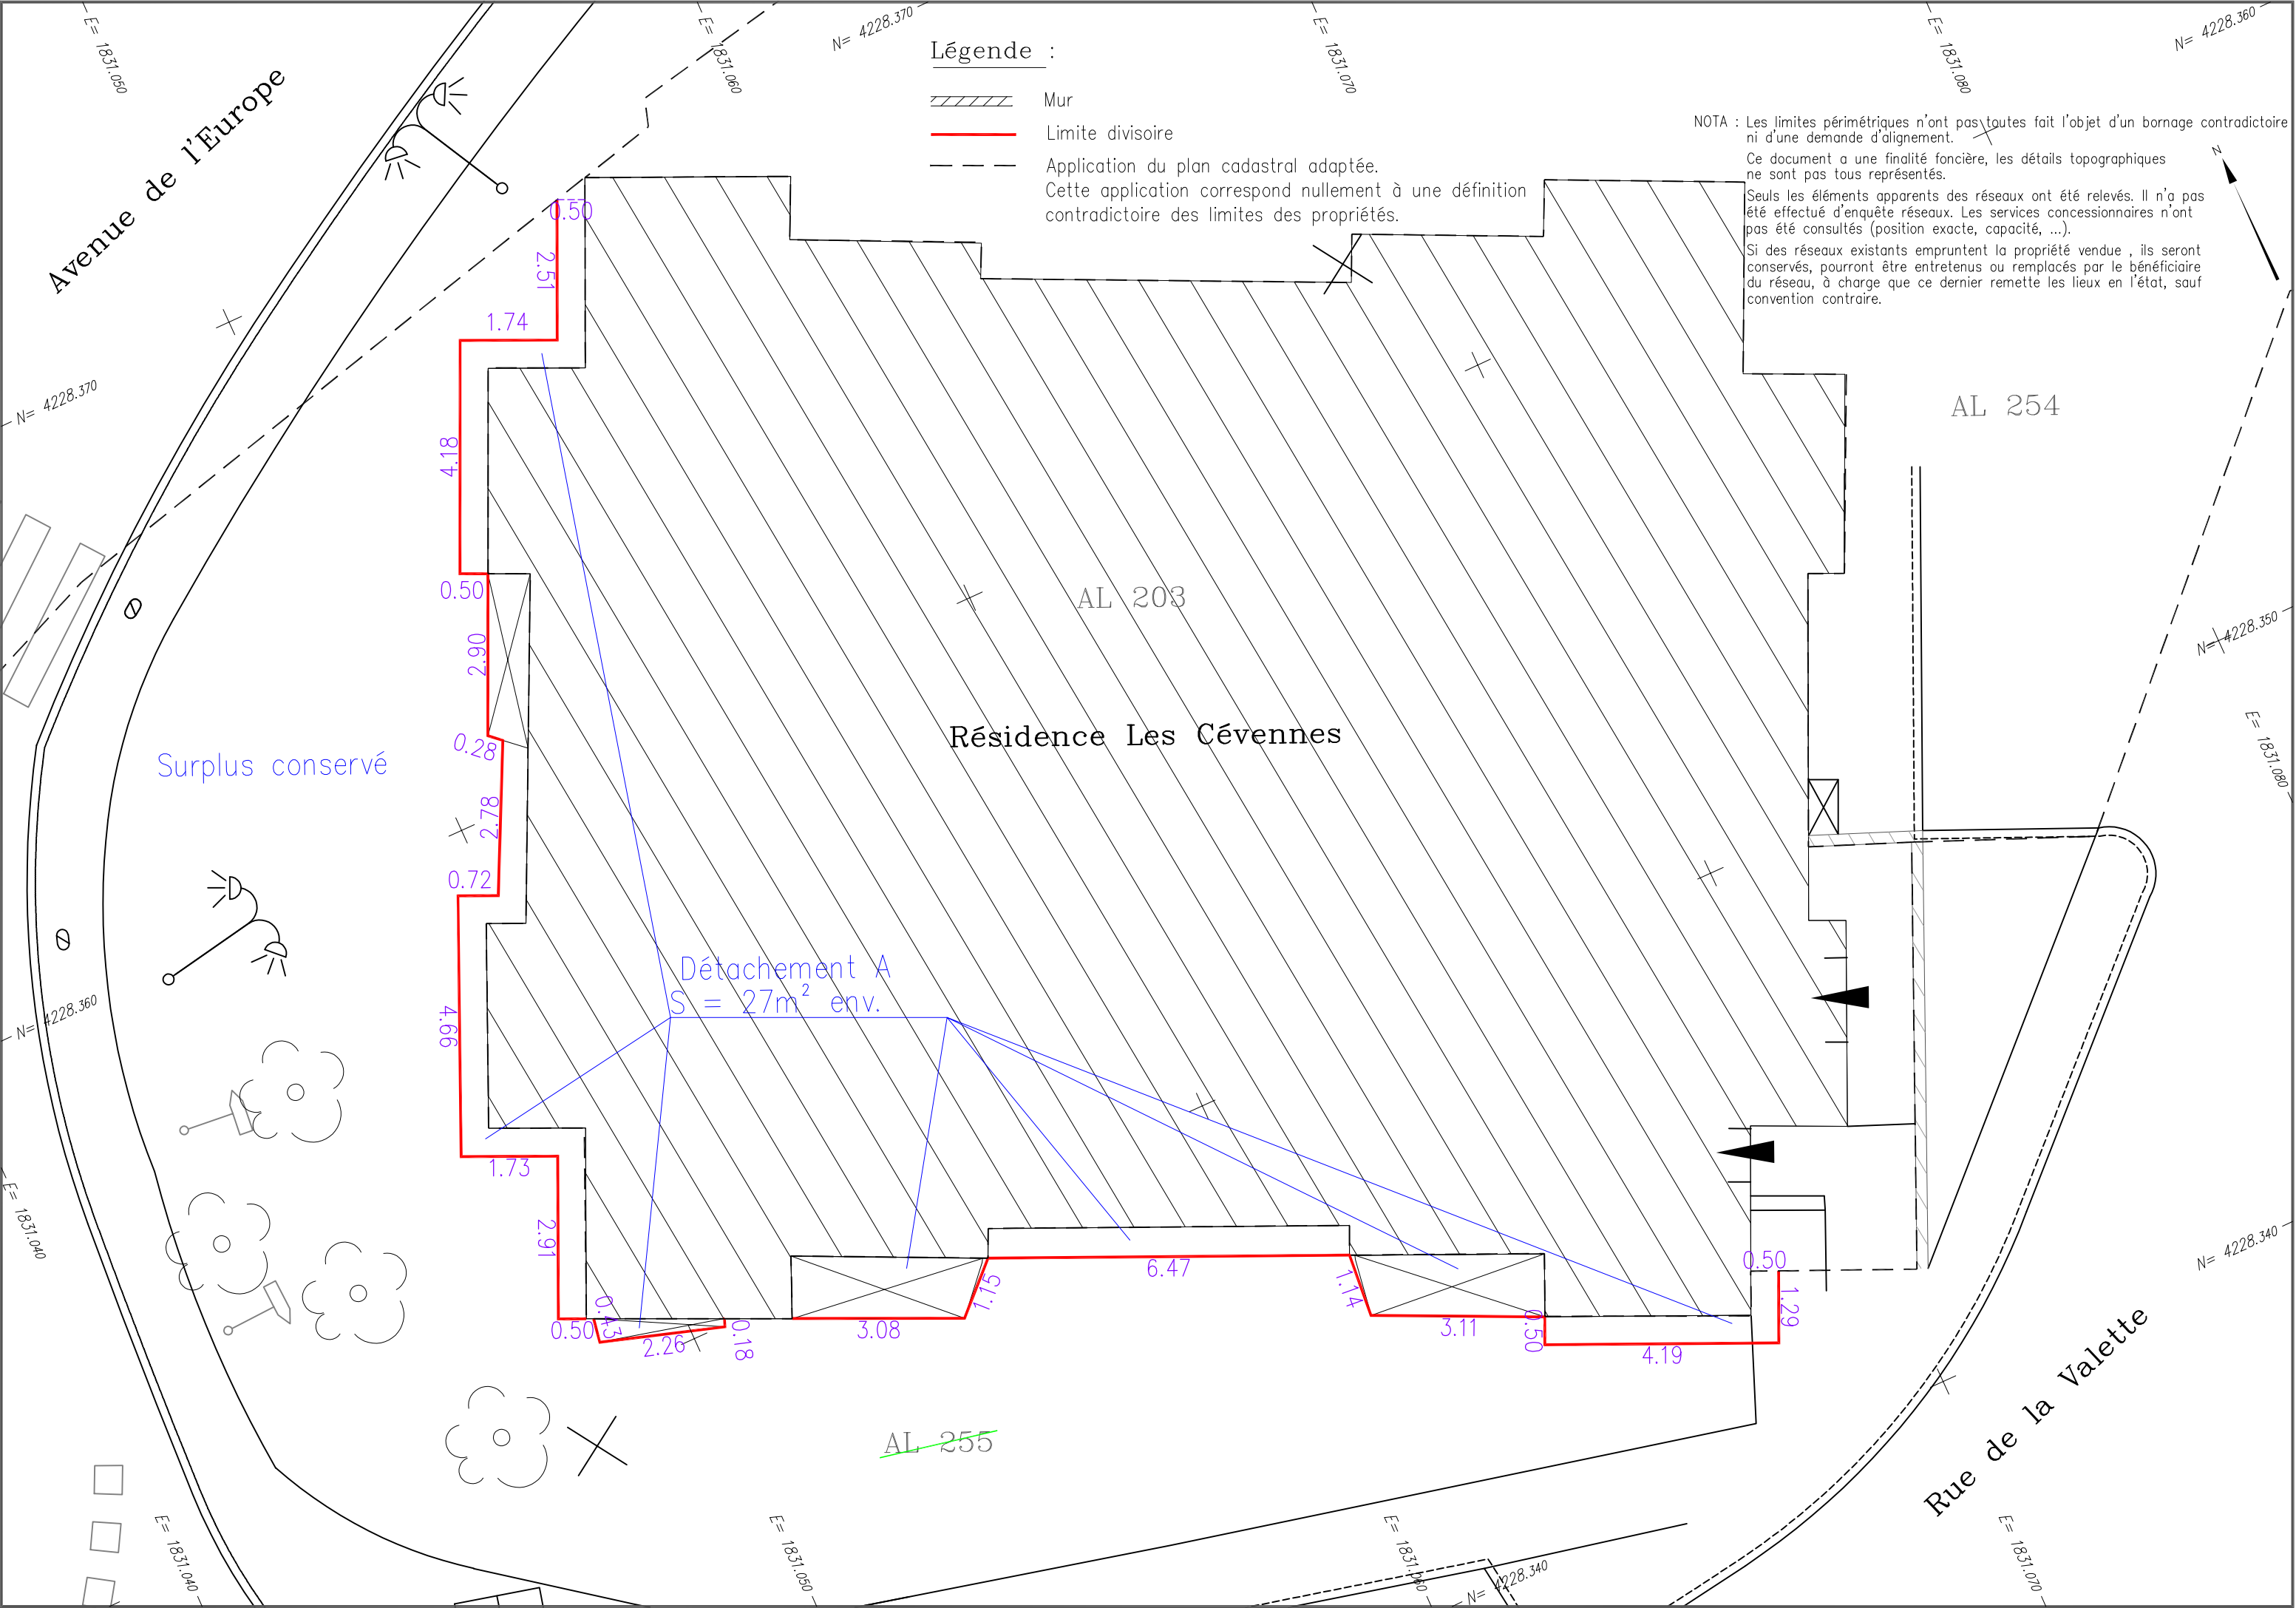 E= 1831.050
E= 1831.060
N= 4228.370
E= 1831.070
E= 1831.080
N= 4228.360
Avenue de l'Europe
Légende :
Mur
Limite divisoire
Application du plan cadastral adaptée.
Cette application correspond nullement à une définition
contradictoire des limites des propriétés.
NOTA : Les limites périmétriques n'ont pas toutes fait l'objet d'un bornage contradictoire
ni d'une demande d'alignement.
Ce document a une finalité foncière, les détails topographiques
ne sont pas tous représentés.
Seuls les éléments apparents des réseaux ont été relevés. Il n'a pas
été effectué d'enquête réseaux. Les services concessionnaires n'ont
pas été consultés (position exacte, capacité, ...).
Si des réseaux existants empruntent la propriété vendue , ils seront
conservés, pourront être entretenus ou remplacés par le bénéficiaire
du réseau, à charge que ce dernier remette les lieux en l'état, sauf
convention contraire.
N
0.50
2.51
1.74
N= 4228.370
AL 254
4.18
0.50
AL 203
2.90
N= 4228.350
0.28
Résidence Les Cévennes
E= 1831.080
Surplus conservé
2.78
0.72
Détachement A
S = 27m² env.
N= 4228.360
4.66
1.73
E= 1831.040
2.91
0.50
0.43
2.26
0.18
3.08
1.15
6.47
1.14
3.11
0.50
4.19
0.50
1.29
N= 4228.340
AL 255
Rue de la Valette
E= 1831.040
E= 1831.050
E= 1831.060
N= 4228.340
E= 1831.070